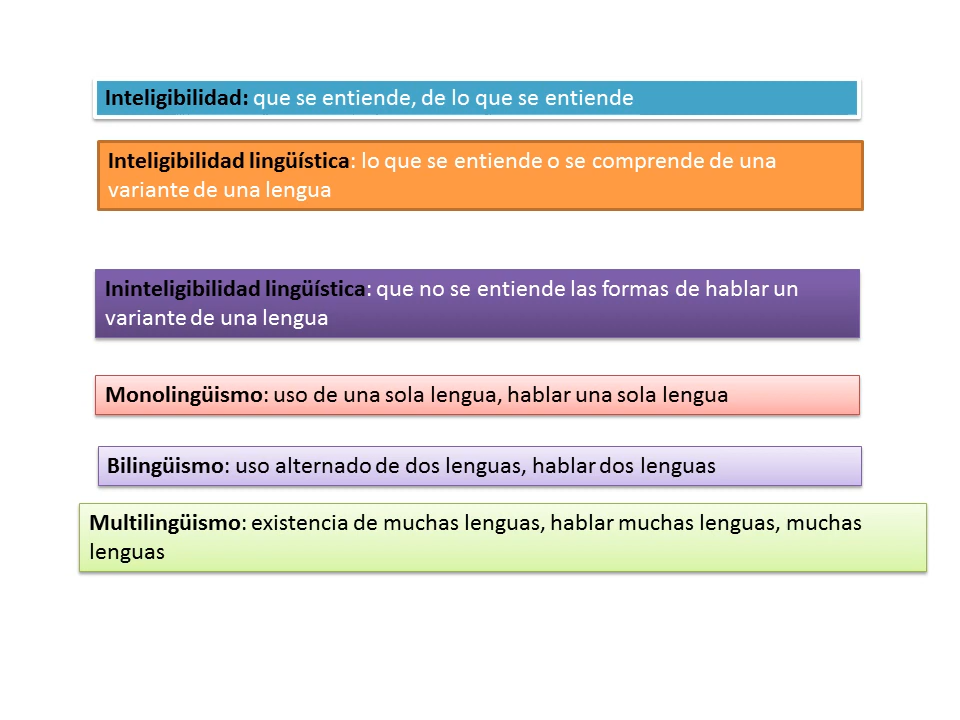 Inteligibilidad: que se entiende, de lo que se entiende
Inteligibilidad lingüística: lo que se entiende o se comprende de una
variante de una lengua
Ininteligibilidad lingüística: que no se entiende las formas de hablar un
variante de una lengua
Monolingüismo: uso de una sola lengua, hablar una sola lengua
Bilingüismo: uso alternado de dos lenguas, hablar dos lenguas
Multilingüismo: existencia de muchas lenguas, hablar muchas lenguas, muchas
lenguas